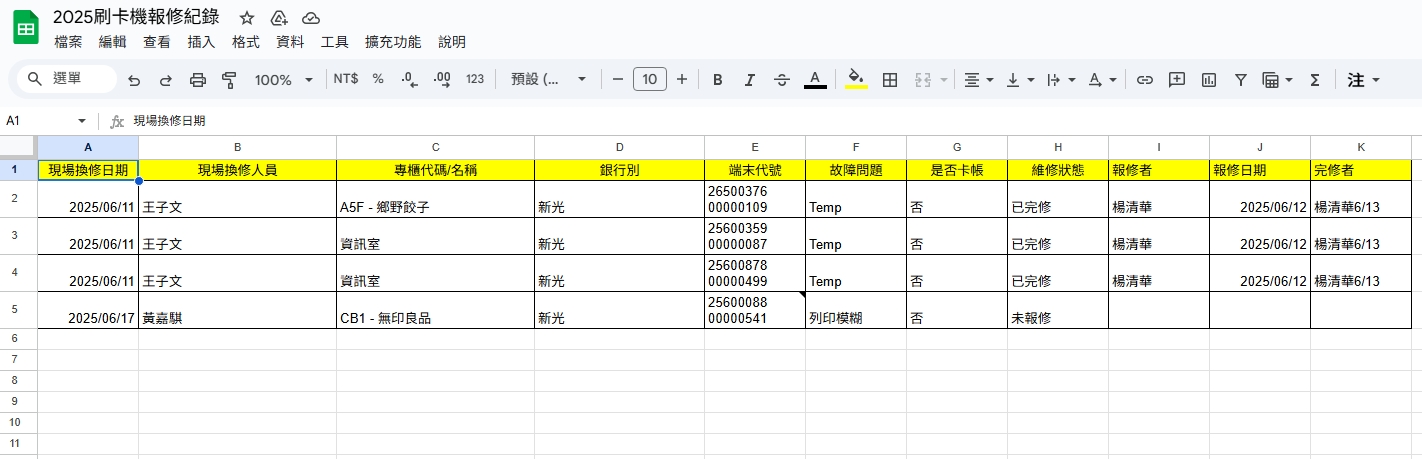 2025刷卡機報修紀錄
檔案 編輯 查看 插入 格式 資料 工具 擴充功能 說明
選單 100% NT$ % .0 .00 123 預設 (... 10 B I A A 注
A1 fx 現場換修日期
A B C D E F G H I J K
1 現場換修日期 現場換修人員 專櫃代碼/名稱 銀行別 端末代號 故障問題 是否卡帳 維修狀態 報修者 報修日期 完修者
26500376
2 2025/06/11 王子文 A5F - 鄉野餃子 新光 00000109 Temp 否 已完修 楊清華 2025/06/12 楊清華6/13
25600359
3 2025/06/11 王子文 資訊室 新光 00000087 Temp 否 已完修 楊清華 2025/06/12 楊清華6/13
25600878
4 2025/06/11 王子文 資訊室 新光 00000499 Temp 否 已完修 楊清華 2025/06/12 楊清華6/13
25600088
5 2025/06/17 黃嘉騏 CB1 - 無印良品 新光 00000541 列印模糊 否 未報修
6
7
8
9
10
11